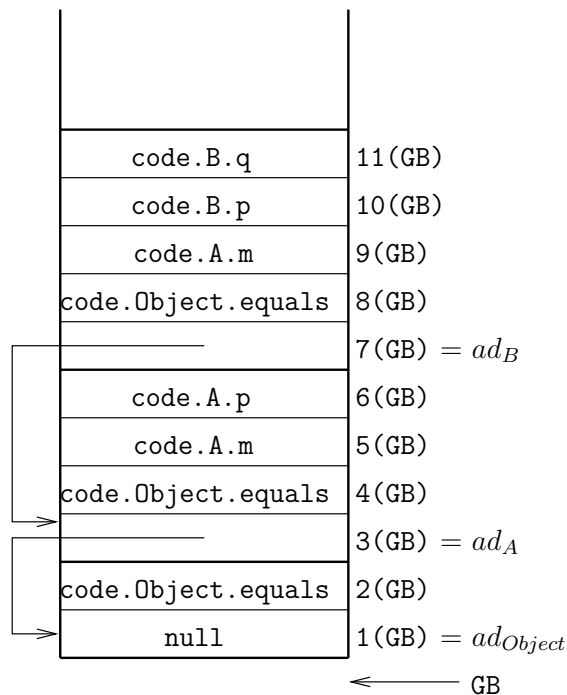 code.B.q 11(GB)
code.B.p 10(GB)
code.A.m 9(GB)
code.Object.equals 8(GB)
7(GB) = ad_B
code.A.p 6(GB)
code.A.m 5(GB)
code.Object.equals 4(GB)
3(GB) = ad_A
code.Object.equals 2(GB)
null 1(GB) = ad_Object
GB